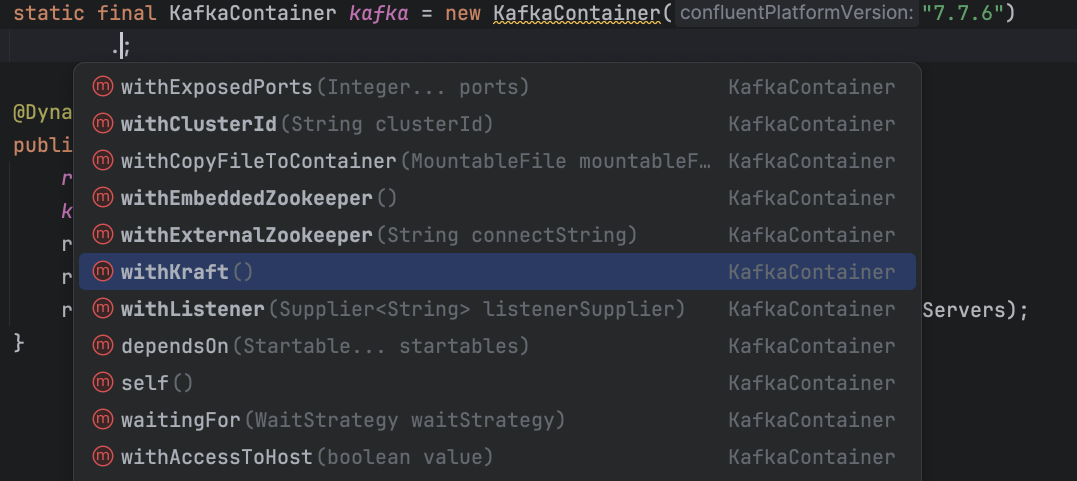 static final KafkaContainer kafka = new KafkaContainer( confluentPlatformVersion: "7.7.6")
.;
m withExposedPorts(Integer... ports) KafkaContainer
@Dyna m withClusterId(String clusterId) KafkaContainer
publi m withCopyFileToContainer(MountableFile mountableF… KafkaContainer
r m withEmbeddedZookeeper() KafkaContainer
k m withExternalZookeeper(String connectString) KafkaContainer
r m withKraft() KafkaContainer
r m withListener(Supplier<String> listenerSupplier) KafkaContainer Servers);
} m dependsOn(Startable... startables) KafkaContainer
m self() KafkaContainer
m waitingFor(WaitStrategy waitStrategy) KafkaContainer
m withAccessToHost(boolean value) KafkaContainer